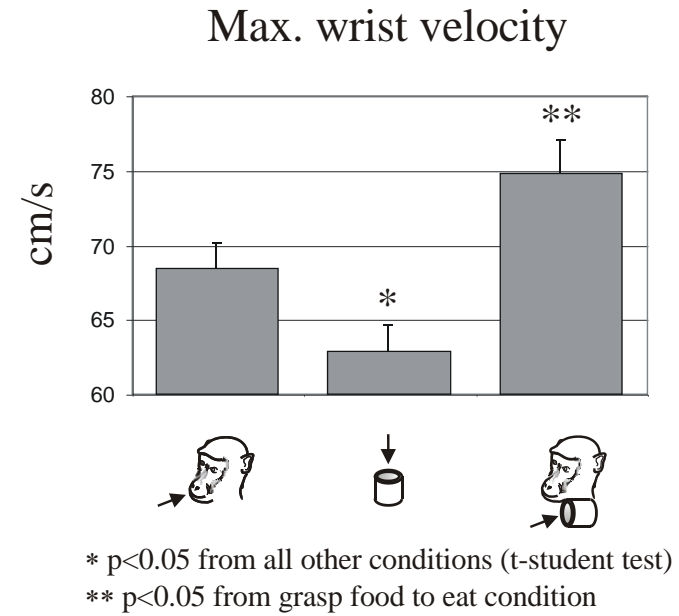 Max. wrist velocity
cm/s
80
75
70
65
60
**
*
* p<0.05 from all other conditions (t-student test)
** p<0.05 from grasp food to eat condition